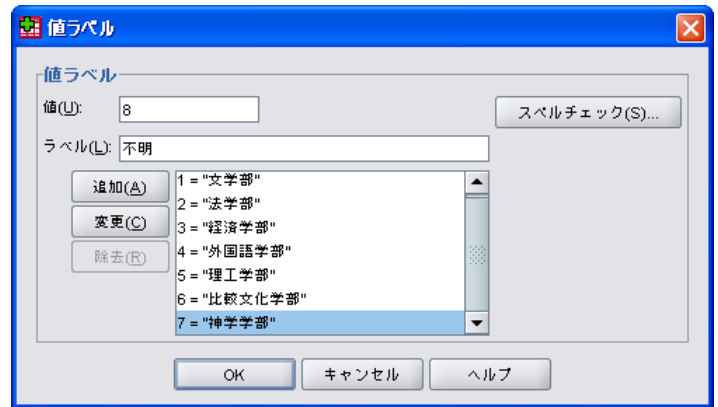 値ラベル
値ラベル
値(U): 8
スペルチェック(S)...
ラベル(L): 不明
追加(A)
変更(C)
除去(R)
1 = "文学部"
2 = "法学部"
3 = "経済学部"
4 = "外国語学部"
5 = "理工学部"
6 = "比較文化学部"
7 = "神学学部"
OK キャンセル ヘルプ